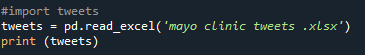 #import tweets
tweets = pd.read_excel('mayo clinic tweets .xlsx')
print (tweets)